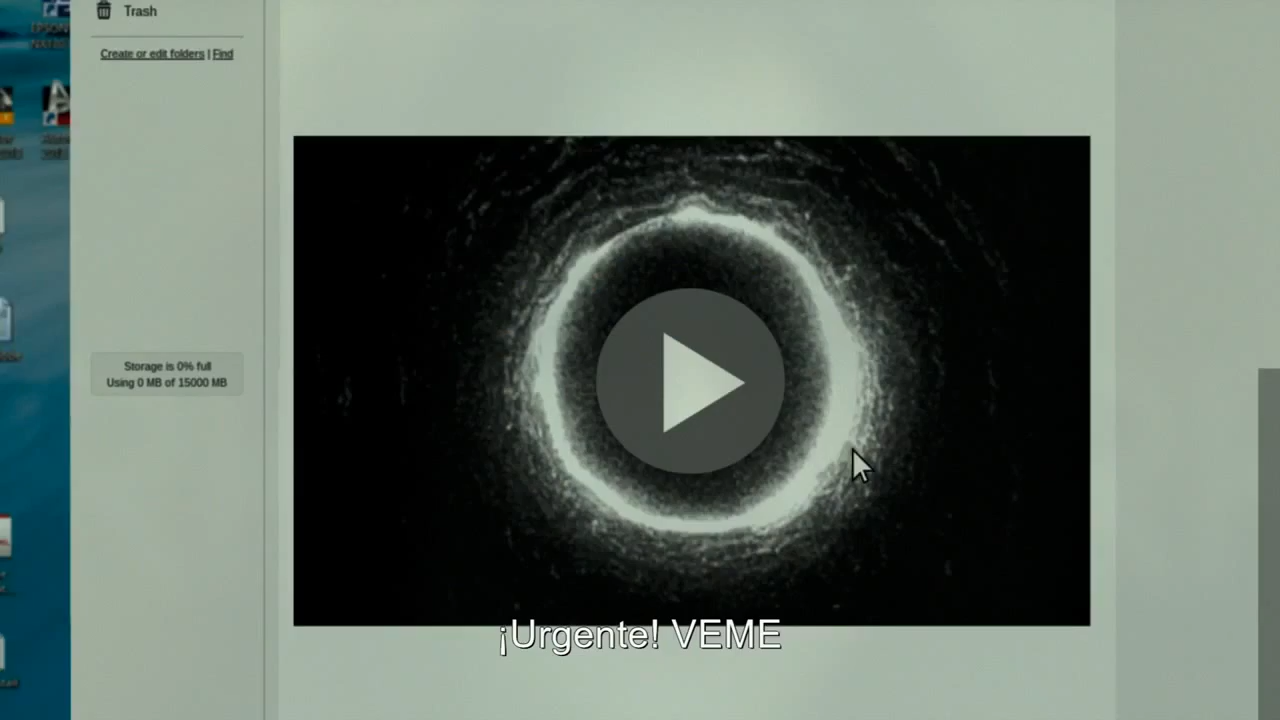 Trash
Create or edit folders | Find
Storage is 0% full
Using 0 MB of 15000 MB
¡Urgente! VEME